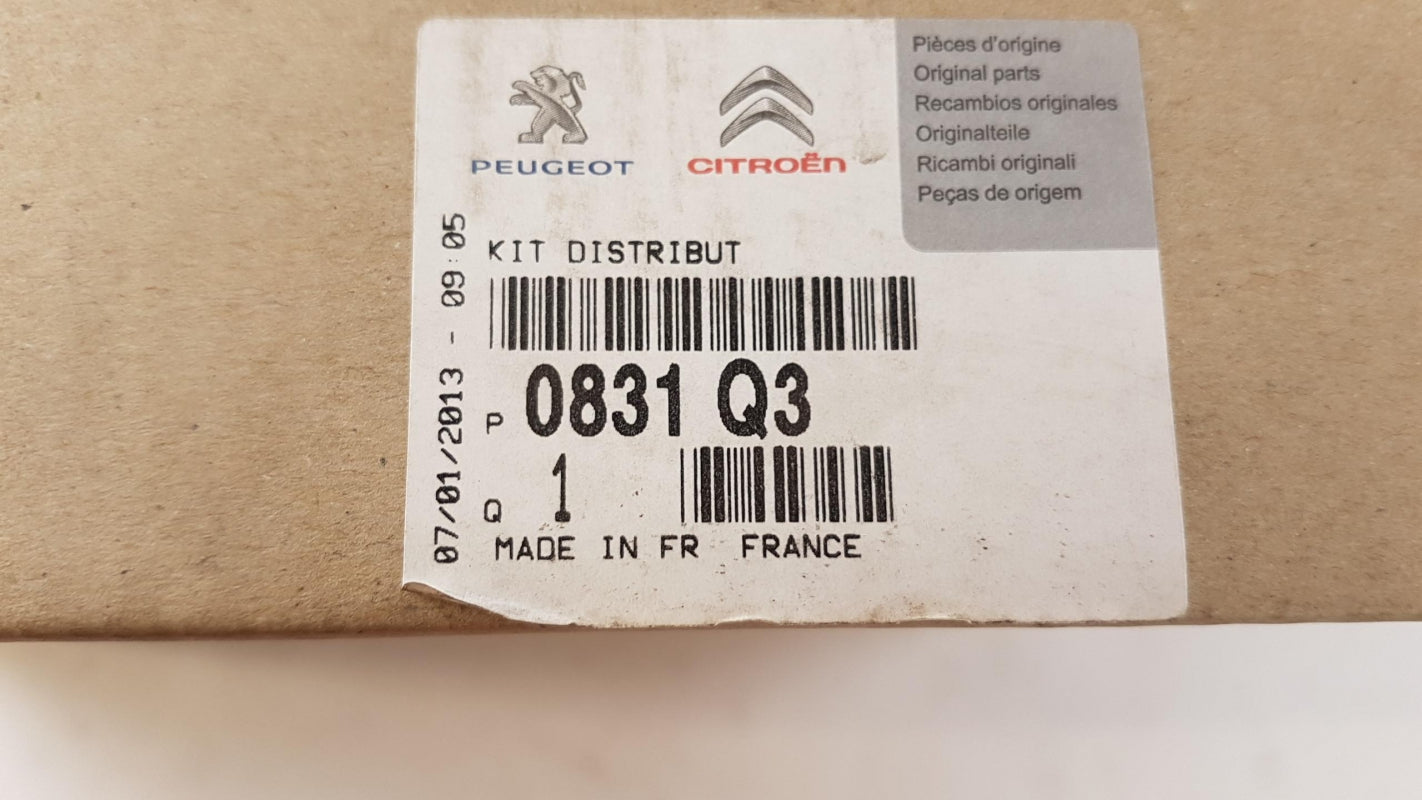 PEUGEOT
CITROËN
Pièces d'origine
Original parts
Recambios originales
Originalteile
Ricambi originali
Peças de origem
07/01/2013 - 09:05
KIT DISTRIBUT
P 0831 Q3
Q 1
MADE IN FR FRANCE